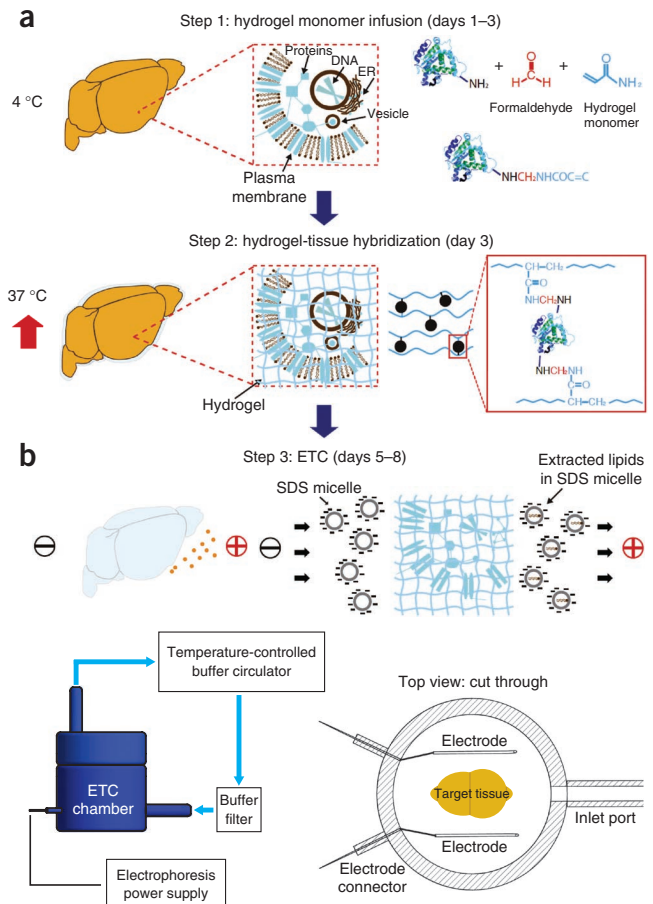 a
Step 1: hydrogel monomer infusion (days 1–3)
4 °C
Proteins
DNA
ER
Vesicle
Plasma
membrane
NH₂
+
+
O
H
H
Formaldehyde
O
NH₂
Hydrogel
monomer
NHCH₂NHCOC=C
Step 2: hydrogel-tissue hybridization (day 3)
37 °C
Hydrogel
CH–CH₂
C=O
NHCH₂NH
NHCH₂NH
C=O
CH–CH₂
b
Step 3: ETC (days 5–8)
SDS micelle
Extracted lipids
in SDS micelle
Temperature-controlled
buffer circulator
ETC
chamber
Buffer
filter
Electrophoresis
power supply
Top view: cut through
Electrode
Target tissue
Inlet port
Electrode
Electrode
connector